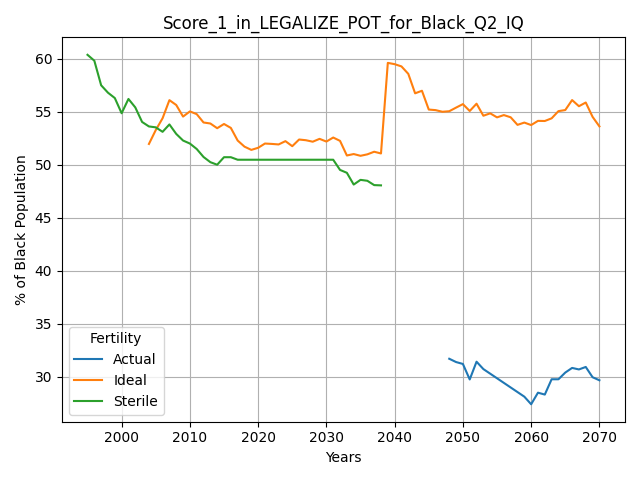 Score_1_in_LEGALIZE_POT_for_Black_Q2_IQ
% of Black Population
60
55
50
45
40
35
30
Fertility
Actual
Ideal
Sterile
2000 2010 2020 2030 2040 2050 2060 2070
Years